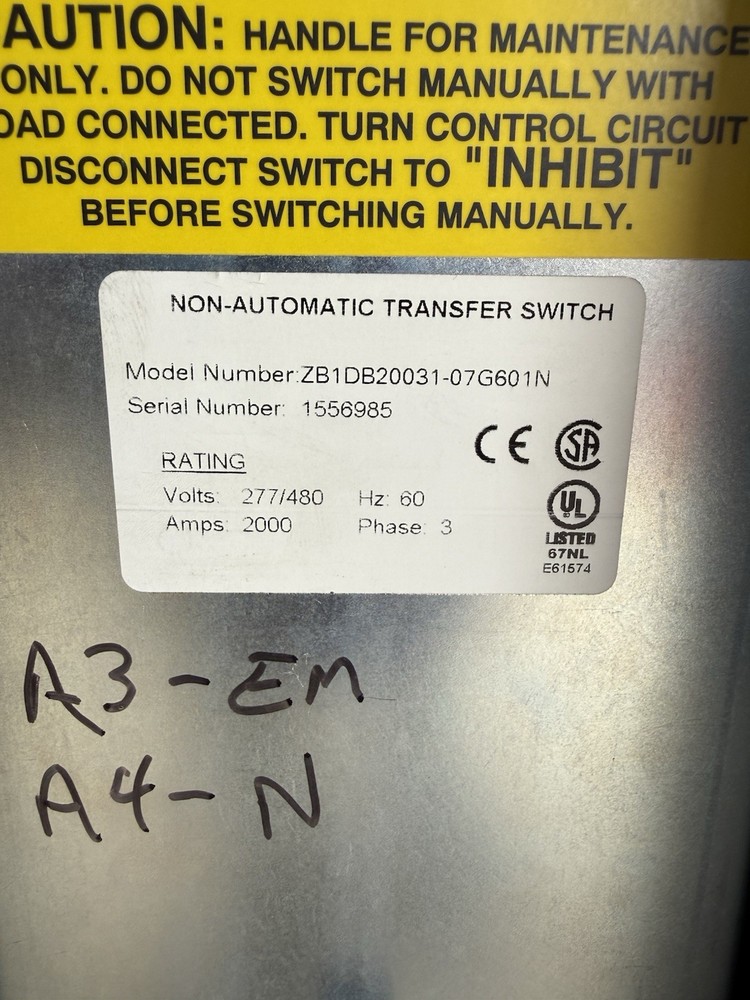 AUTION: HANDLE FOR MAINTENANCE
ONLY. DO NOT SWITCH MANUALLY WITH
OAD CONNECTED. TURN CONTROL CIRCUIT
DISCONNECT SWITCH TO "INHIBIT"
BEFORE SWITCHING MANUALLY.
NON-AUTOMATIC TRANSFER SWITCH
Model Number:ZB1DB20031-07G601N
Serial Number: 1556985
CE SA
RATING
Volts: 277/480 Hz: 60
Amps: 2000 Phase: 3
UL
LISTED
67NL
E61574
A3-EM
A4-N